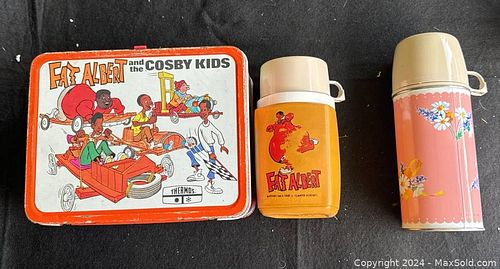 FAT ALBERT and the COSBY KIDS
THERMOS
FAT ALBERT
Copyright 2024 - MaxSold.com